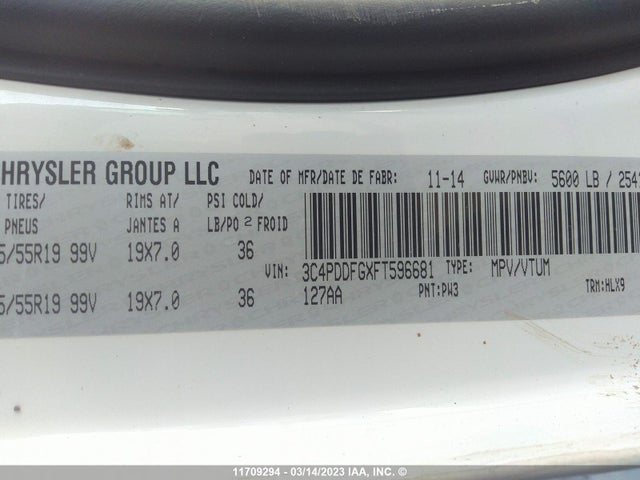 HRYSLER GROUP LLC DATE OF MFR/DATE DE FABR: 11-14 GVWR/PNBV: 5600 LB / 254
TIRES/ RIMS AT/ PSI COLD/
PNEUS JANTES A LB/PO 2 FROID
5/55R19 99V 19X7.0 36
VIN: 3C4PDDFGXFT596681 TYPE: MPV/VTUM
5/55R19 99V 19X7.0 36 127AA PNT:PW3 TRM:HLX9
11709294 - 03/14/2023 IAA, INC. ©